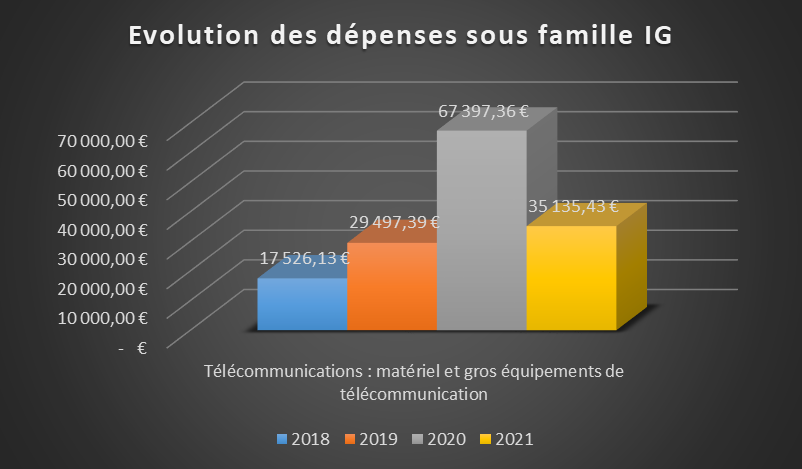 Evolution des dépenses sous famille IG
67 397,36 €
70 000,00 €
60 000,00 €
50 000,00 €
40 000,00 €
30 000,00 €
20 000,00 €
10 000,00 €
- €
35 135,43 €
29 497,39 €
17 526,13 €
Télécommunications : matériel et gros équipements de
télécommunication
2018 2019 2020 2021